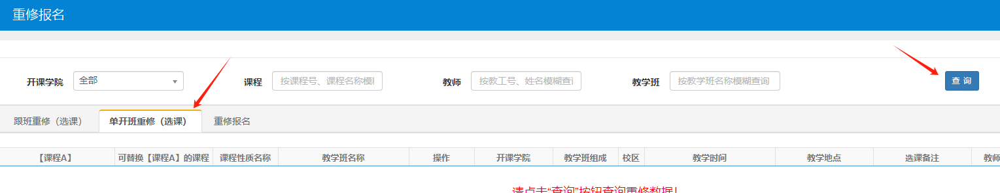 重修报名
开课学院 全部 课程 按课程号、课程名称模糊 教师 按教工号、姓名模糊查询 教学班 按教学班名称模糊查询 查 询
跟班重修（选课） 单开班重修（选课） 重修报名
【课程A】 可替换【课程A】的课程 课程性质名称 教学班名称 操作 开课学院 教学班组成 校区 教学时间 教学地点 选课备注 教师
请点击“查询”按钮查询重修数据！